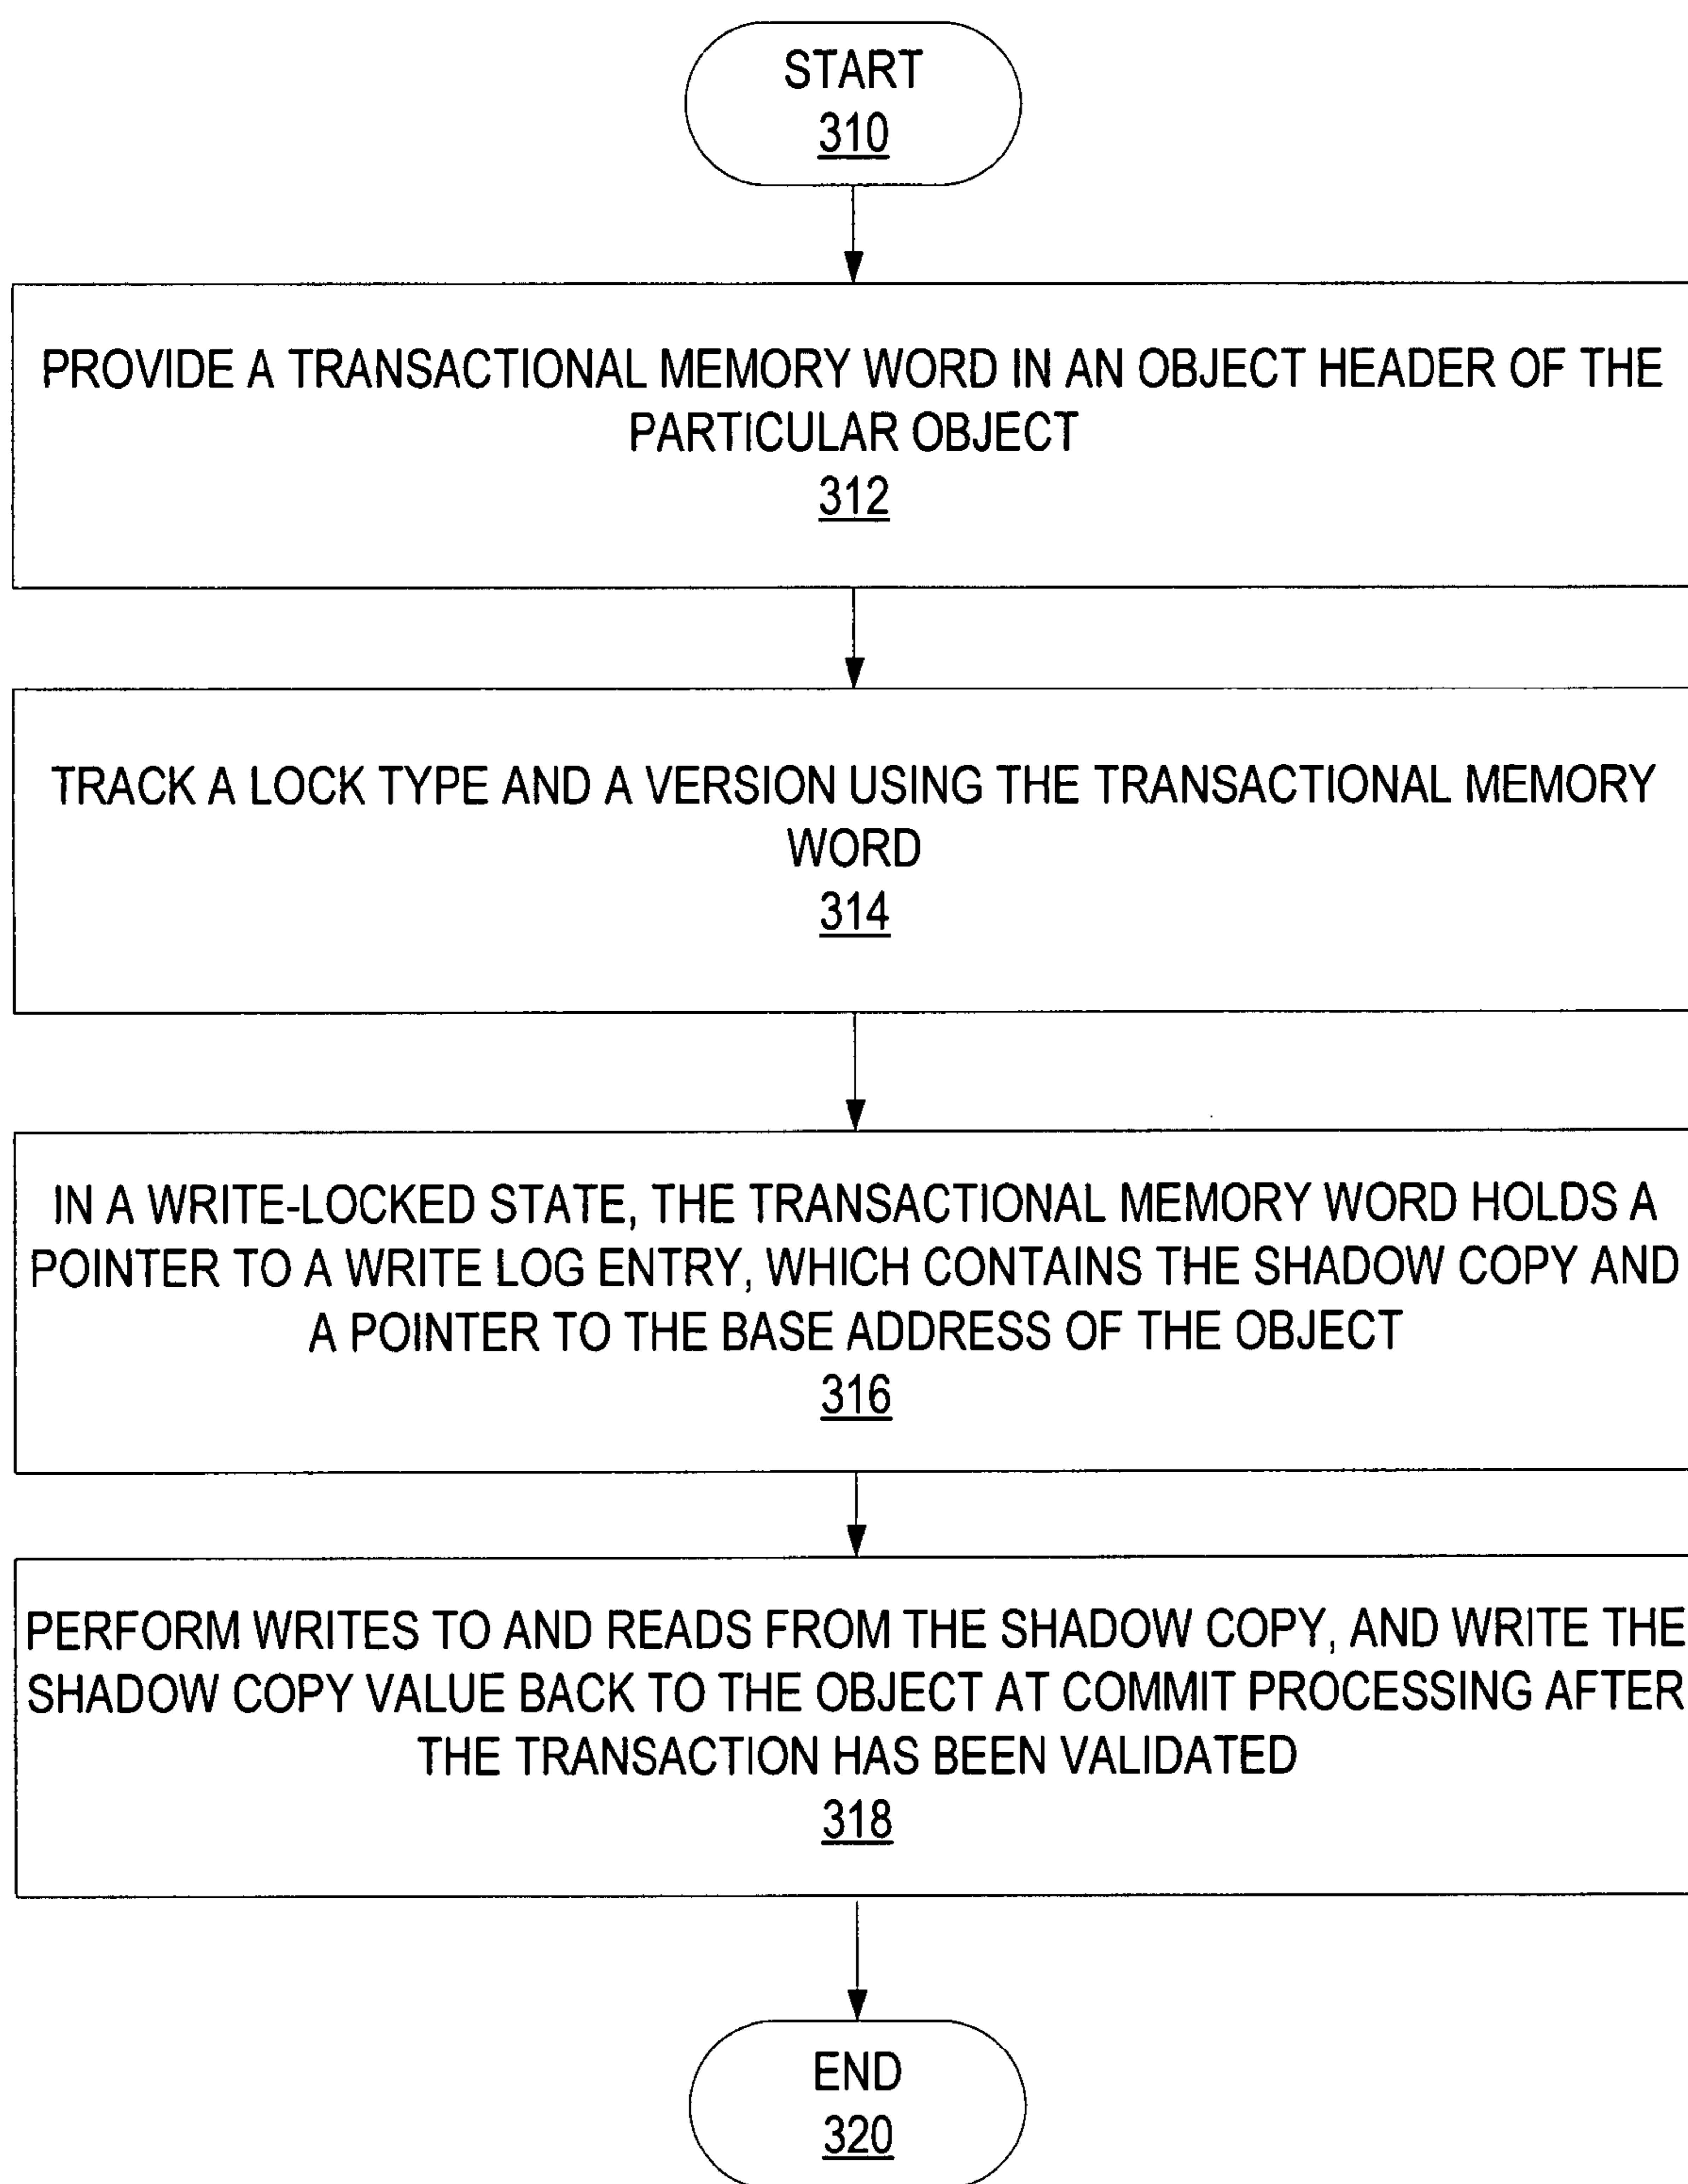 START
310
PROVIDE A TRANSACTIONAL MEMORY WORD IN AN OBJECT HEADER OF THE
PARTICULAR OBJECT
312
TRACK A LOCK TYPE AND A VERSION USING THE TRANSACTIONAL MEMORY
WORD
314
IN A WRITE-LOCKED STATE, THE TRANSACTIONAL MEMORY WORD HOLDS A
POINTER TO A WRITE LOG ENTRY, WHICH CONTAINS THE SHADOW COPY AND
A POINTER TO THE BASE ADDRESS OF THE OBJECT
316
PERFORM WRITES TO AND READS FROM THE SHADOW COPY, AND WRITE THE
SHADOW COPY VALUE BACK TO THE OBJECT AT COMMIT PROCESSING AFTER
THE TRANSACTION HAS BEEN VALIDATED
318
END
320